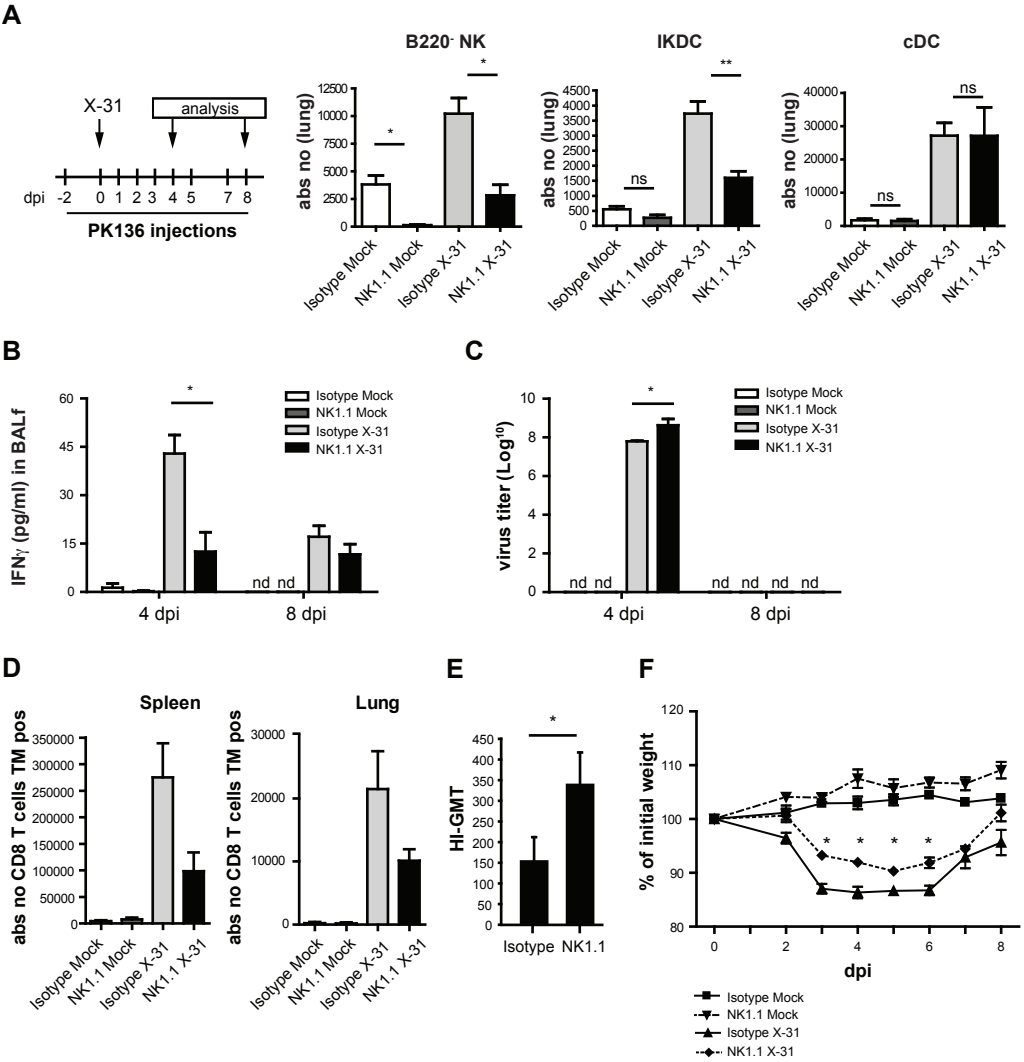 A
X-31
analysis
dpi -2 0 1 2 3 4 5 7 8
PK136 injections
B220- NK
abs no (lung)
12500
10000
7500
5000
2500
0
*
*
Isotype Mock
NK1.1 Mock
Isotype X-31
NK1.1 X-31
IKDC
abs no (lung)
4500
4000
3500
3000
2500
2000
1500
1000
500
0
ns
**
Isotype Mock
NK1.1 Mock
Isotype X-31
NK1.1 X-31
cDC
abs no (lung)
40000
30000
20000
10000
0
ns
ns
Isotype Mock
NK1.1 Mock
Isotype X-31
NK1.1 X-31
B
IFNγ (pg/ml) in BALf
60
45
30
15
0
*
nd nd
4 dpi 8 dpi
Isotype Mock
NK1.1 Mock
Isotype X-31
NK1.1 X-31
C
virus titer (Log10)
10
8
6
4
2
0
*
nd nd nd nd nd nd
4 dpi 8 dpi
Isotype Mock
NK1.1 Mock
Isotype X-31
NK1.1 X-31
D
Spleen
abs no CD8 T cells TM pos
350000
300000
250000
200000
150000
100000
50000
0
Isotype Mock
NK1.1 Mock
Isotype X-31
NK1.1 X-31
Lung
abs no CD8 T cells TM pos
30000
20000
10000
0
Isotype Mock
NK1.1 Mock
Isotype X-31
NK1.1 X-31
E
HI-GMT
450
400
350
300
250
200
150
100
50
0
*
Isotype NK1.1
F
% of initial weight
120
110
100
90
80
* * * *
0 2 4 6 8
dpi
Isotype Mock
NK1.1 Mock
Isotype X-31
NK1.1 X-31